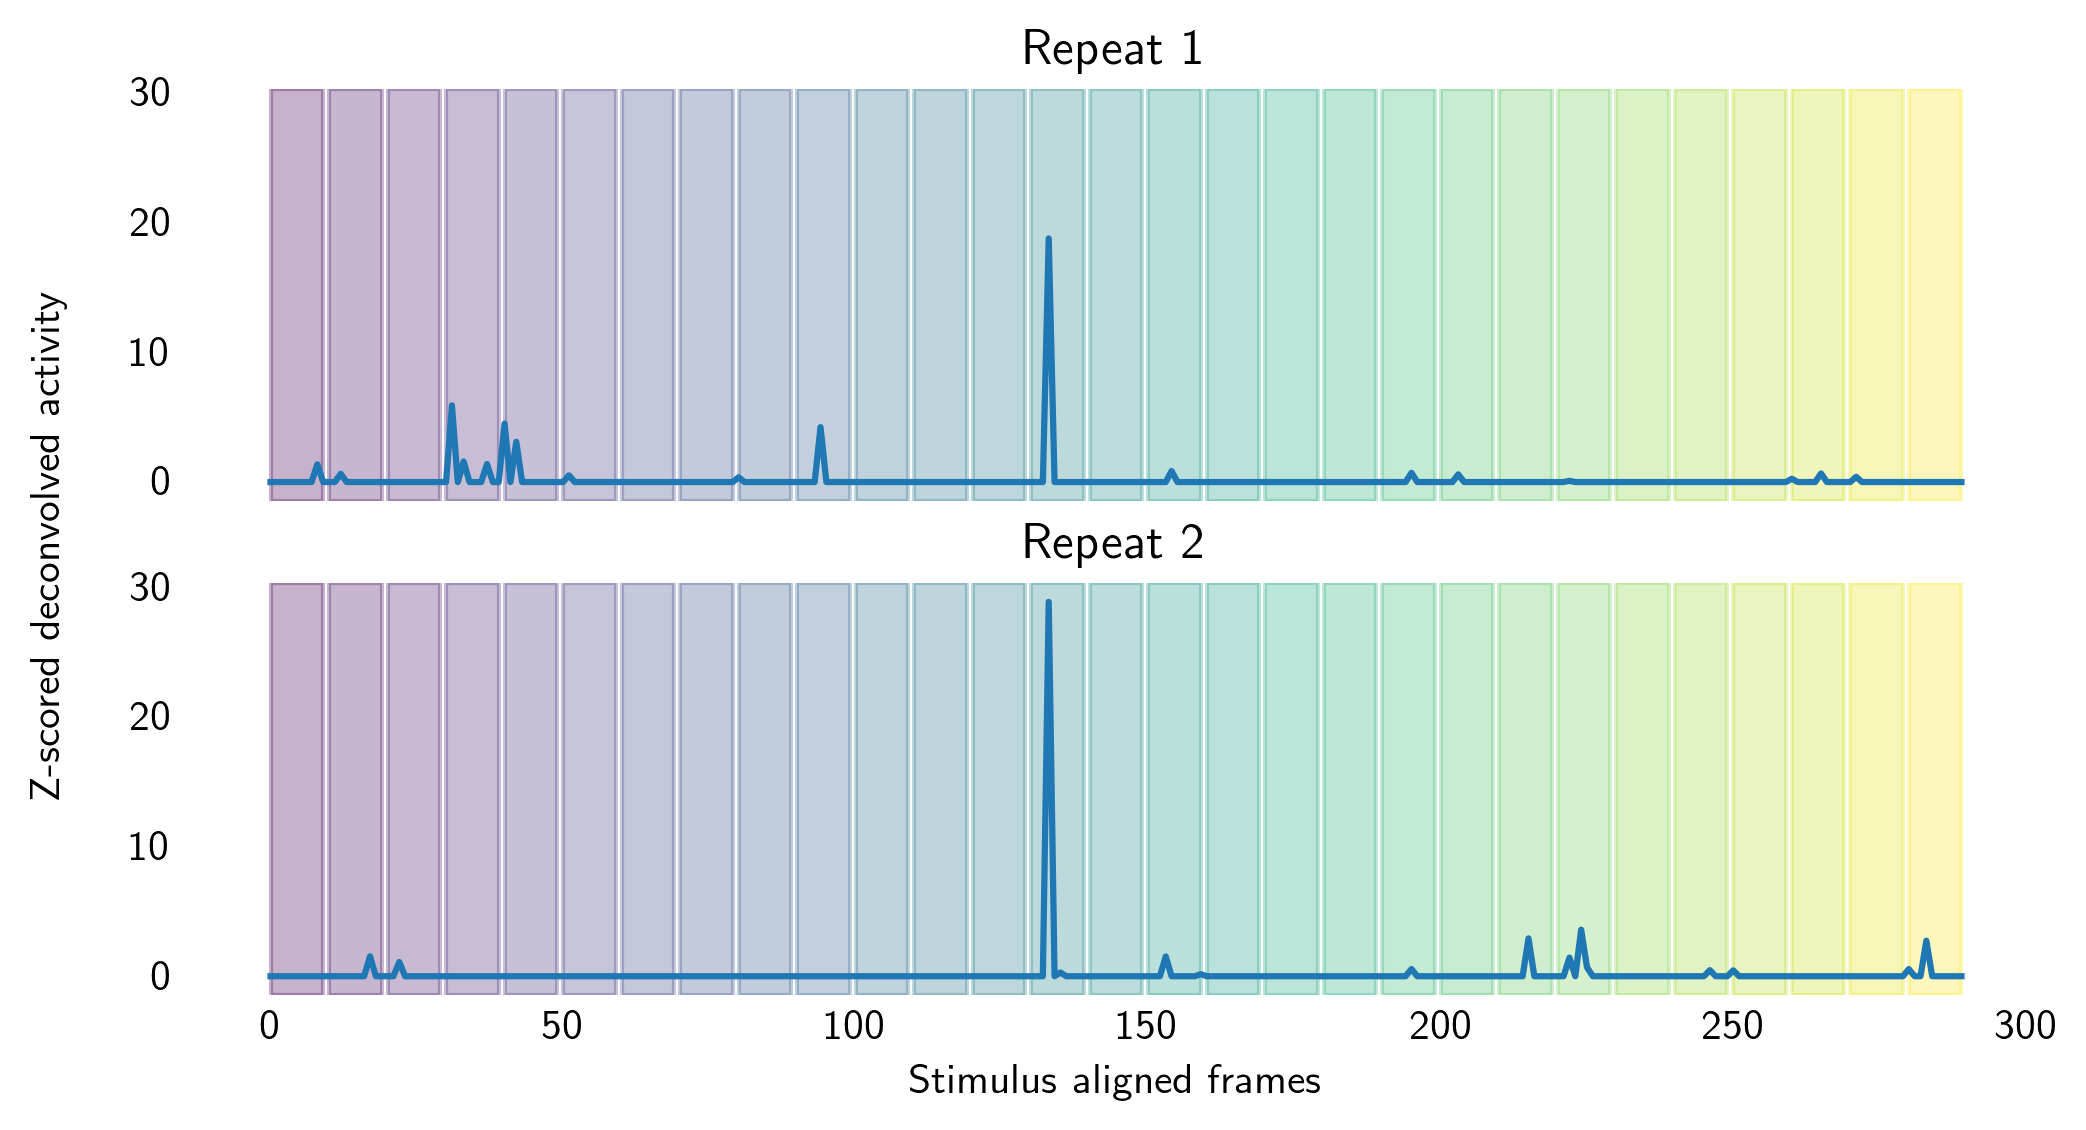 Repeat 1
30
20
10
0
Z-scored deconvolved activity
Repeat 2
30
20
10
0
0 50 100 150 200 250 300
Stimulus aligned frames